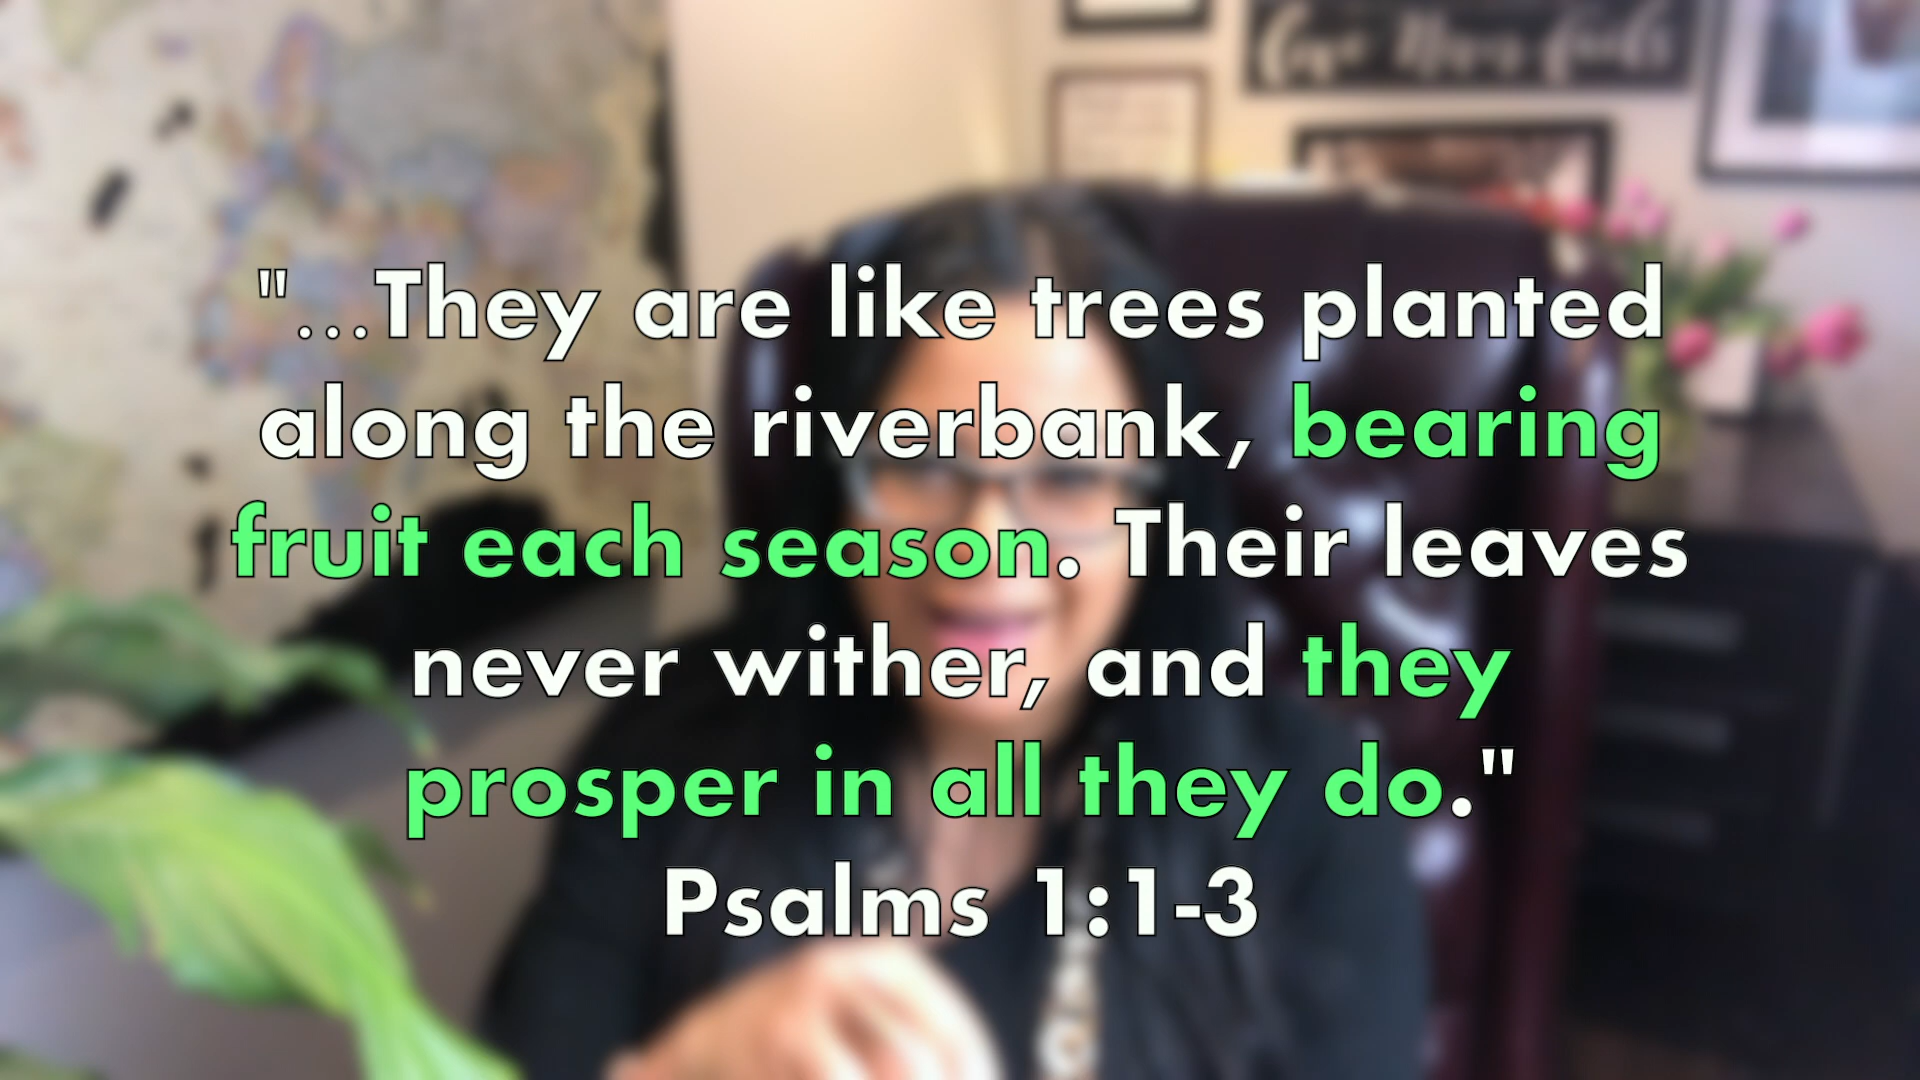 "...They are like trees planted
along the riverbank, bearing
fruit each season. Their leaves
never wither, and they
prosper in all they do."
Psalms 1:1-3